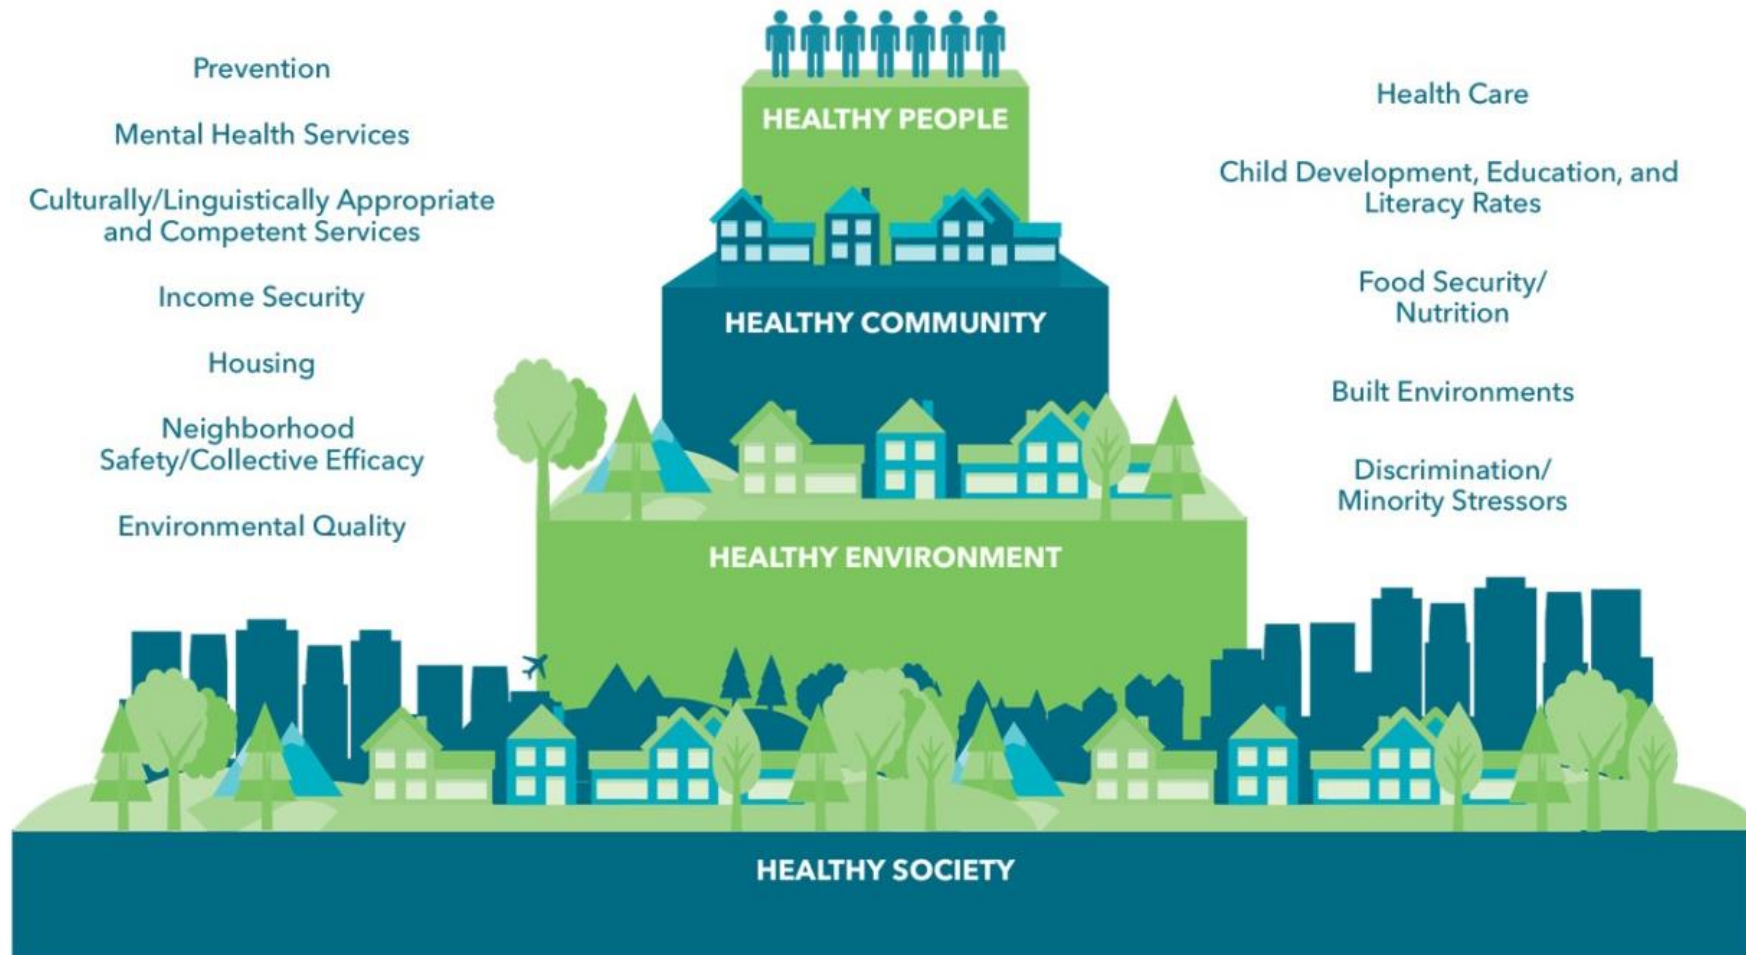 Prevention
Mental Health Services
Culturally/Linguistically Appropriate
and Competent Services
Income Security
Housing
Neighborhood
Safety/Collective Efficacy
Environmental Quality
HEALTHY PEOPLE
HEALTHY COMMUNITY
HEALTHY ENVIRONMENT
HEALTHY SOCIETY
Health Care
Child Development, Education, and
Literacy Rates
Food Security/
Nutrition
Built Environments
Discrimination/
Minority Stressors